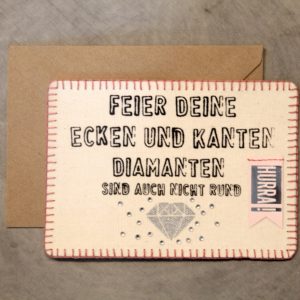 FEIER DEINE
ECKEN UND KANTEN
DIAMANTEN
SIND AUCH NICHT RUND
HURRA!